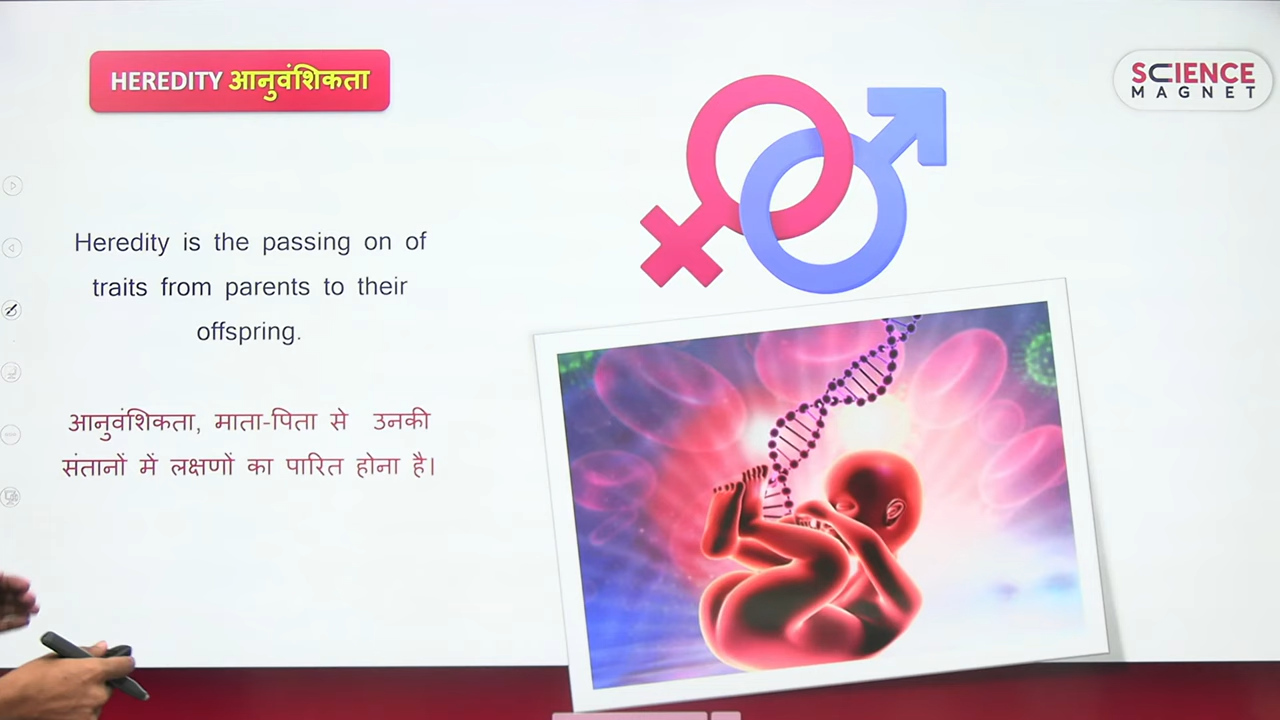 HEREDITY आनुवंशिकता
SCIENCE
MAGNET
Heredity is the passing on of
traits from parents to their
offspring.
आनुवंशिकता, माता-पिता से उनकी
संतानों में लक्षणों का पारित होना है।